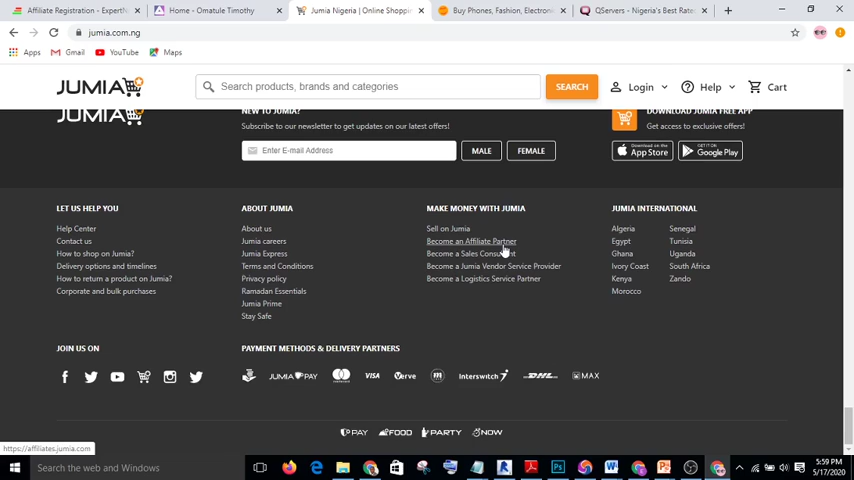 Affiliate Registration - ExpertN
Home - Omatule Timothy
Jumia Nigeria | Online Shoppin
Buy Phones, Fashion, Electroni
QServers - Nigeria's Best Rated
jumia.com.ng
Apps
Gmail
YouTube
Maps
JUMIA
Search products, brands and categories
SEARCH
Login
Help
Cart
JUMIA
NEW TO JUMIA?
Subscribe to our newsletter to get updates on our latest offers!
Enter E-mail Address
MALE
FEMALE
DOWNLOAD JUMIA FREE APP
Get access to exclusive offers!
Download on the
App Store
GET IT ON
Google Play
LET US HELP YOU
Help Center
Contact us
How to shop on Jumia?
Delivery options and timelines
How to return a product on Jumia?
Corporate and bulk purchases
ABOUT JUMIA
About us
Jumia careers
Jumia Express
Terms and Conditions
Privacy policy
Ramadan Essentials
Jumia Prime
Stay Safe
MAKE MONEY WITH JUMIA
Sell on Jumia
Become an Affiliate Partner
Become a Sales Consultant
Become a Jumia Vendor Service Provider
Become a Logistics Service Partner
JUMIA INTERNATIONAL
Algeria
Egypt
Ghana
Ivory Coast
Kenya
Morocco
Senegal
Tunisia
Uganda
South Africa
Zando
JOIN US ON
PAYMENT METHODS & DELIVERY PARTNERS
JUMIA PAY
VISA
Verve
Interswitch
DHL
MAX
PAY
FOOD
PARTY
NOW
https://affiliates.jumia.com
Search the web and Windows
5:59 PM
5/17/2020